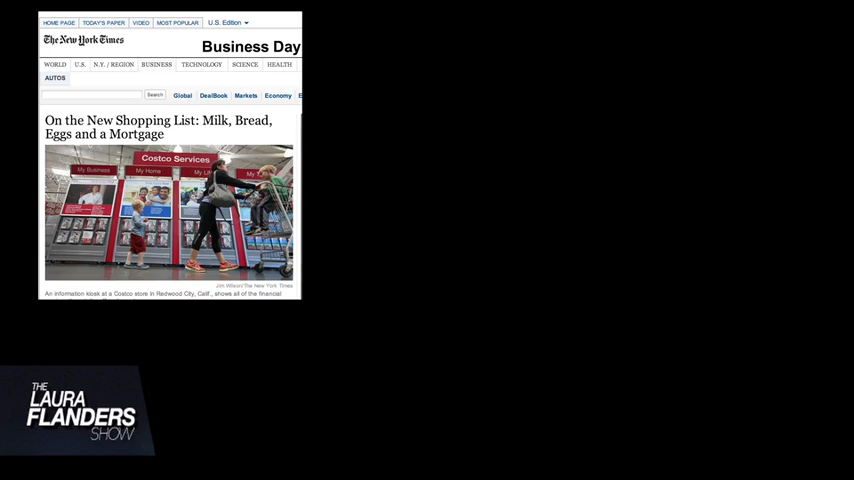 HOME PAGE TODAY'S PAPER VIDEO MOST POPULAR U.S. Edition
The New York Times
Business Day
WORLD U.S. N.Y. / REGION BUSINESS TECHNOLOGY SCIENCE HEALTH
AUTOS
Search Global DealBook Markets Economy E
On the New Shopping List: Milk, Bread,
Eggs and a Mortgage
Costco Services
My Business My Home My Li
Jim Wilson/The New York Times
An information kiosk at a Costco store in Redwood City, Calif., shows all of the financial
THE
LAURA
FLANDERS
SHOW